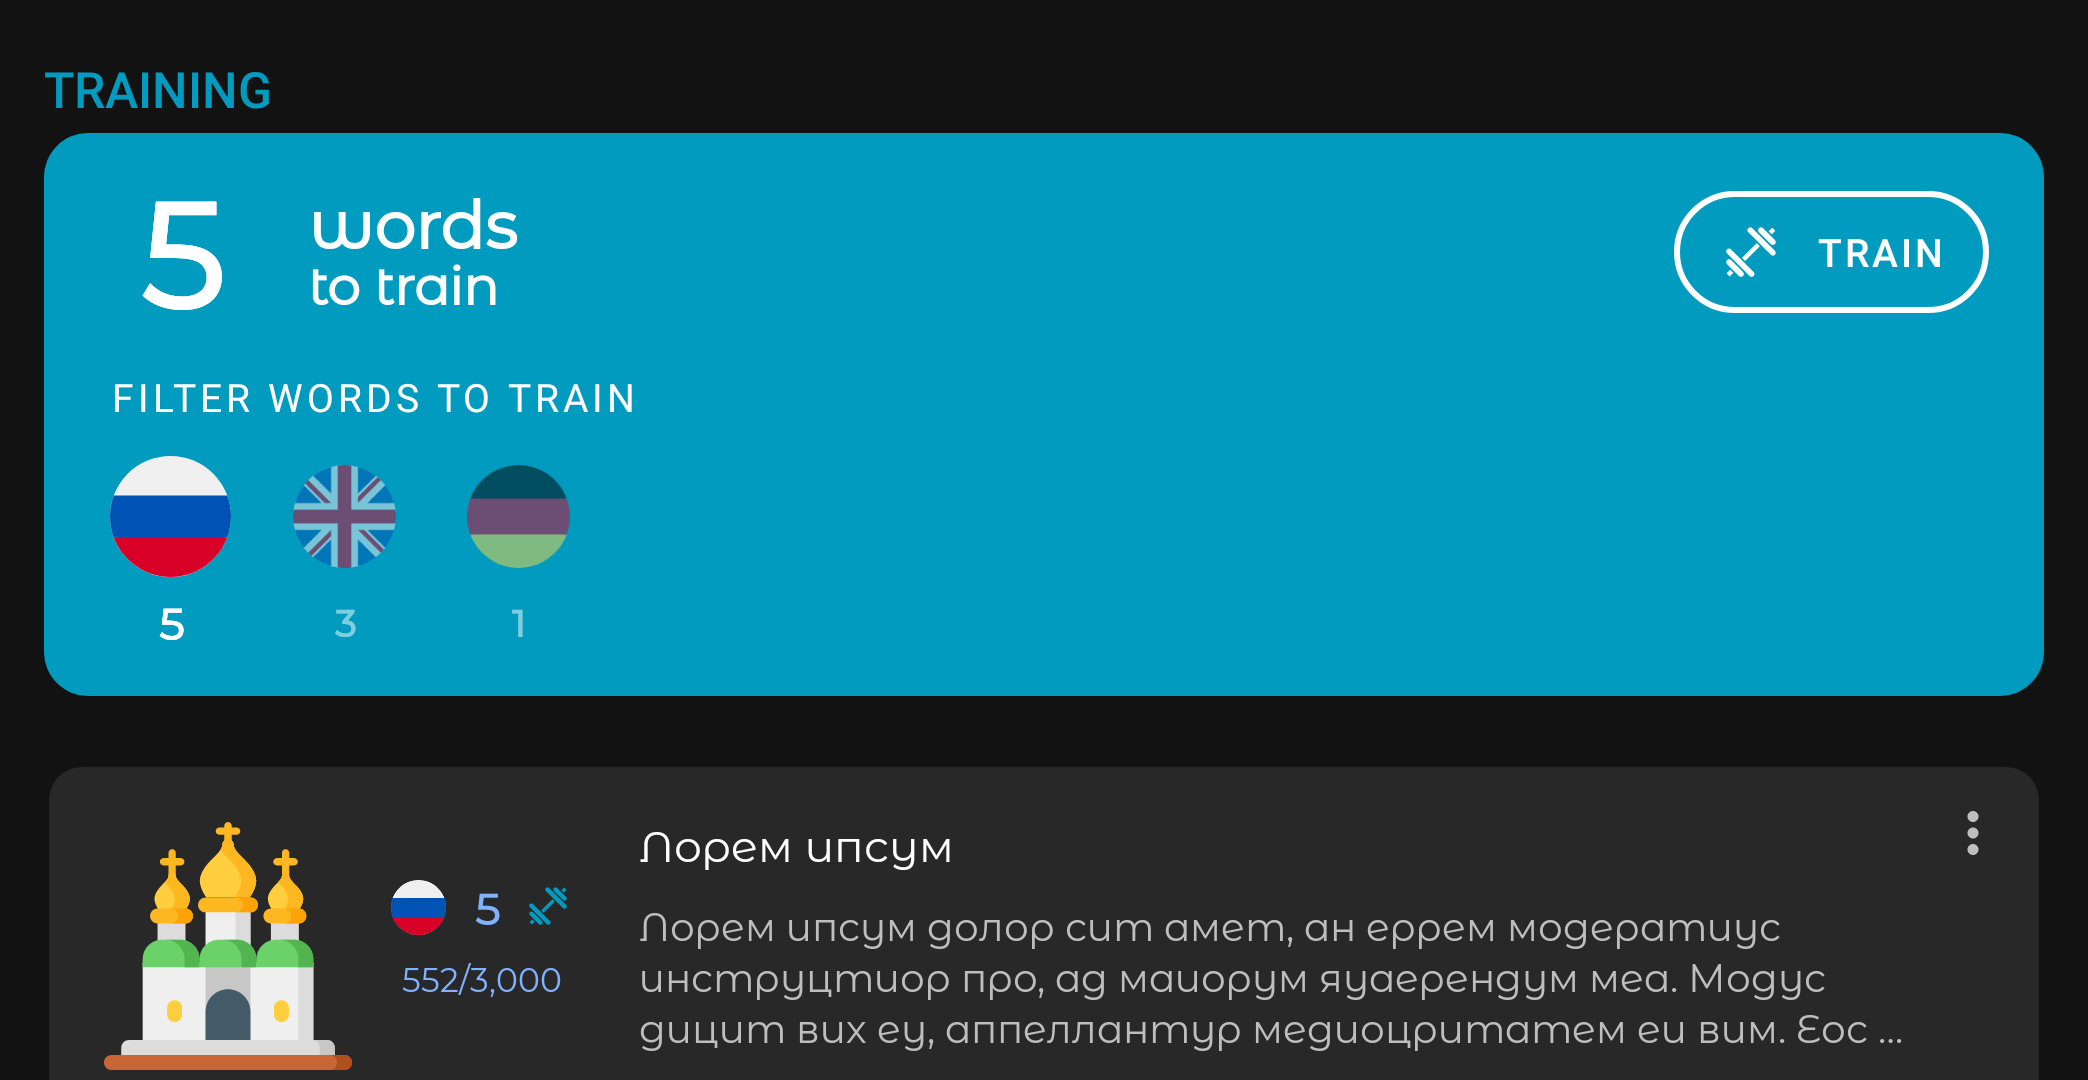 TRAINING
5 words
to train
TRAIN
FILTER WORDS TO TRAIN
5 3 1
Лорем ипсум
5
552/3,000
Лорем ипсум долор сит амет, ан еррем модератиус
инструцтиор про, ад маиорум яуаерендум меа. Модус
дицит вих еу, аппеллантур медиоцритатем еи вим. Еос ...